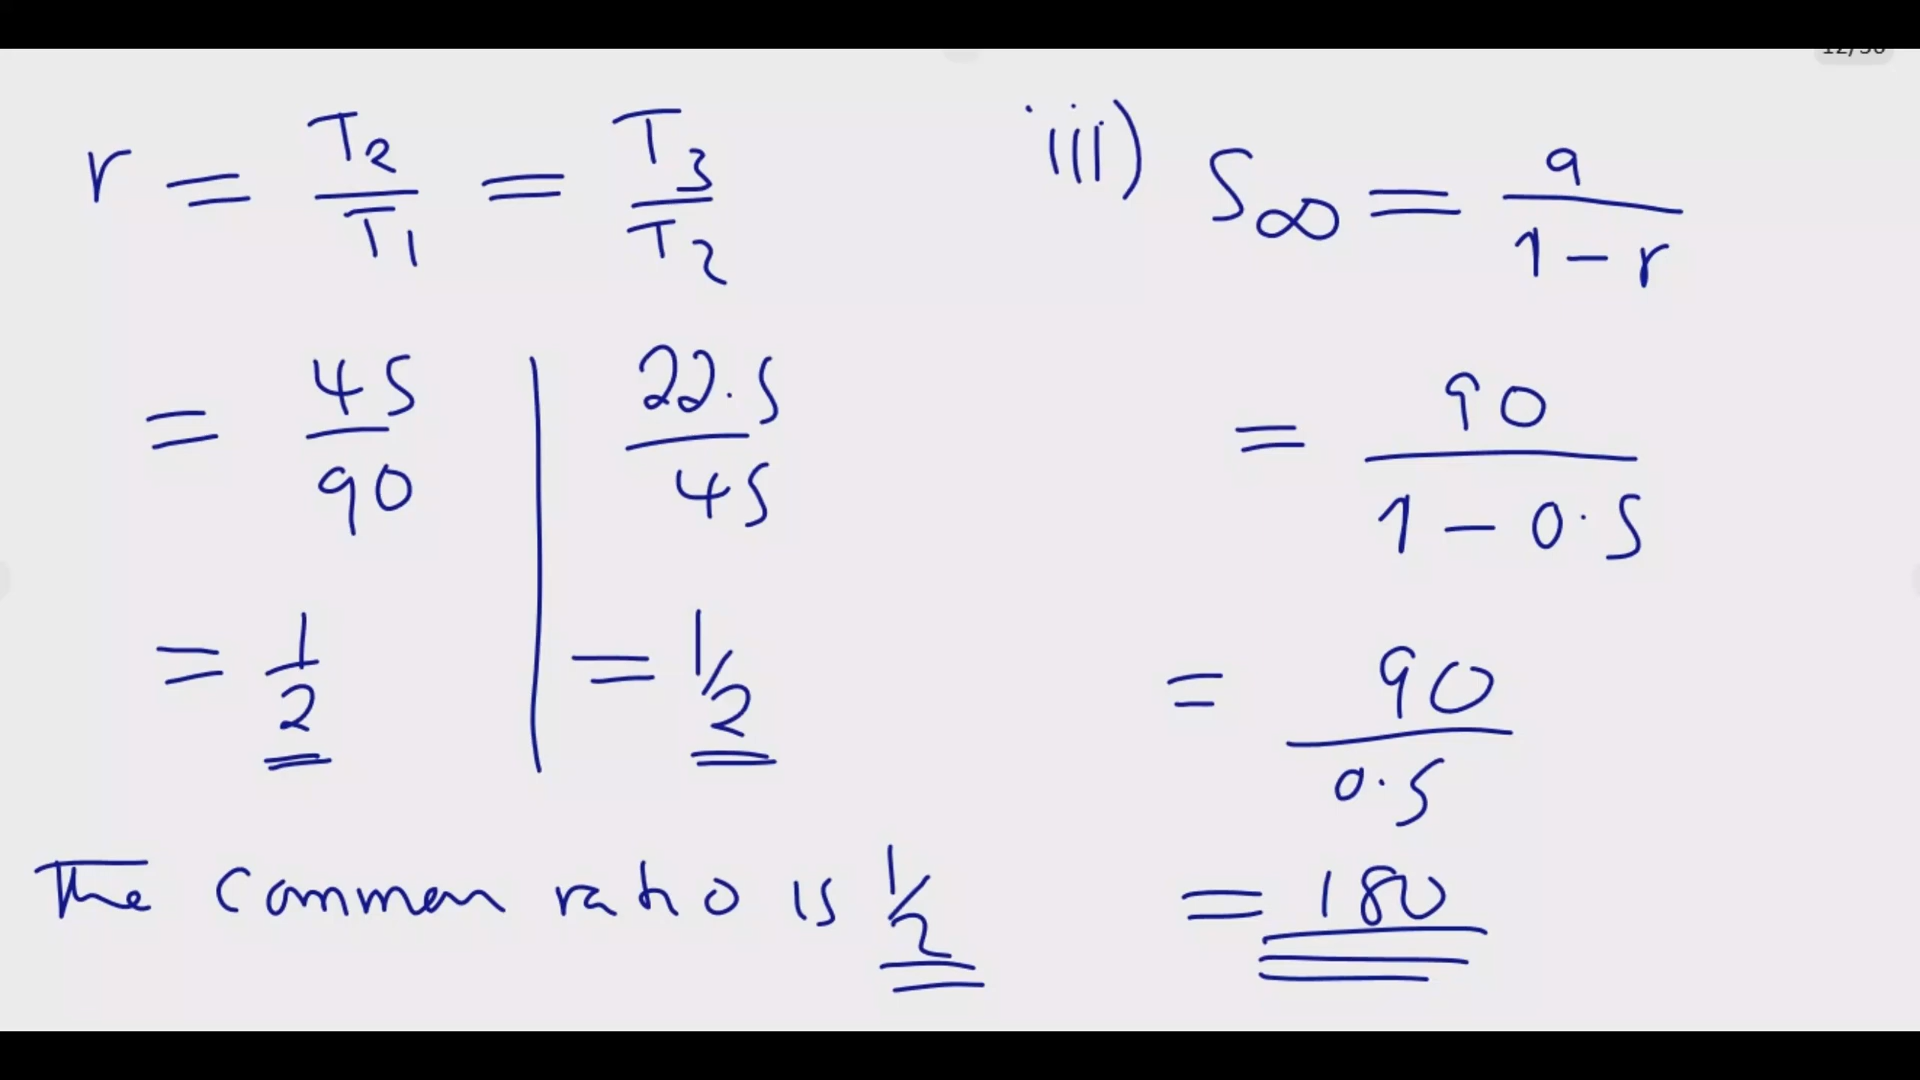 r = T₂/T₁ = T₃/T₂
= 45/90 | 22.5/45
= 1/2 | = 1/2
The common ratio is 1/2
iii) S∞ = a/(1 - r)
= 90/(1 - 0.5)
= 90/0.5
= 180